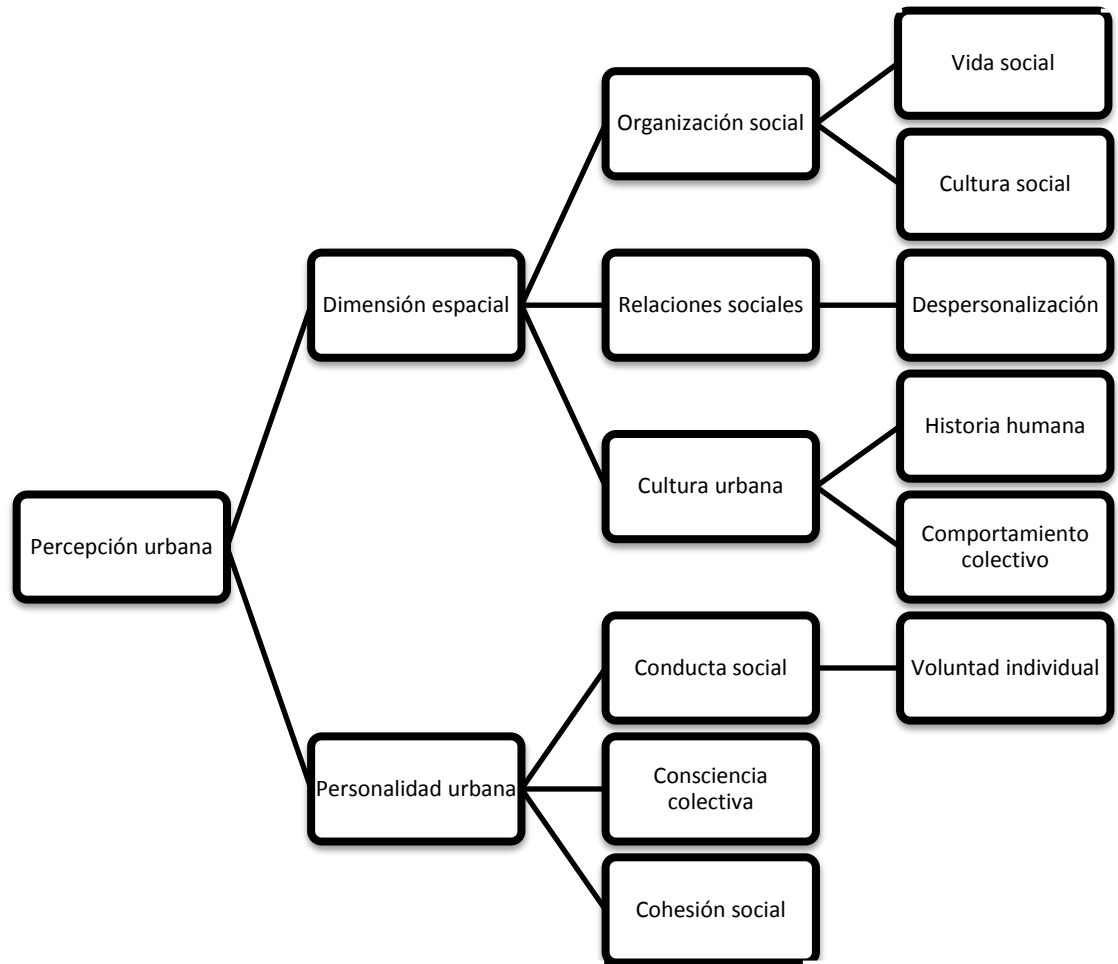 Vida social
Organización social
Cultura social
Dimensión espacial
Relaciones sociales
Despersonalización
Historia humana
Cultura urbana
Percepción urbana
Comportamiento
colectivo
Conducta social
Voluntad individual
Personalidad urbana
Consciencia
colectiva
Cohesión social